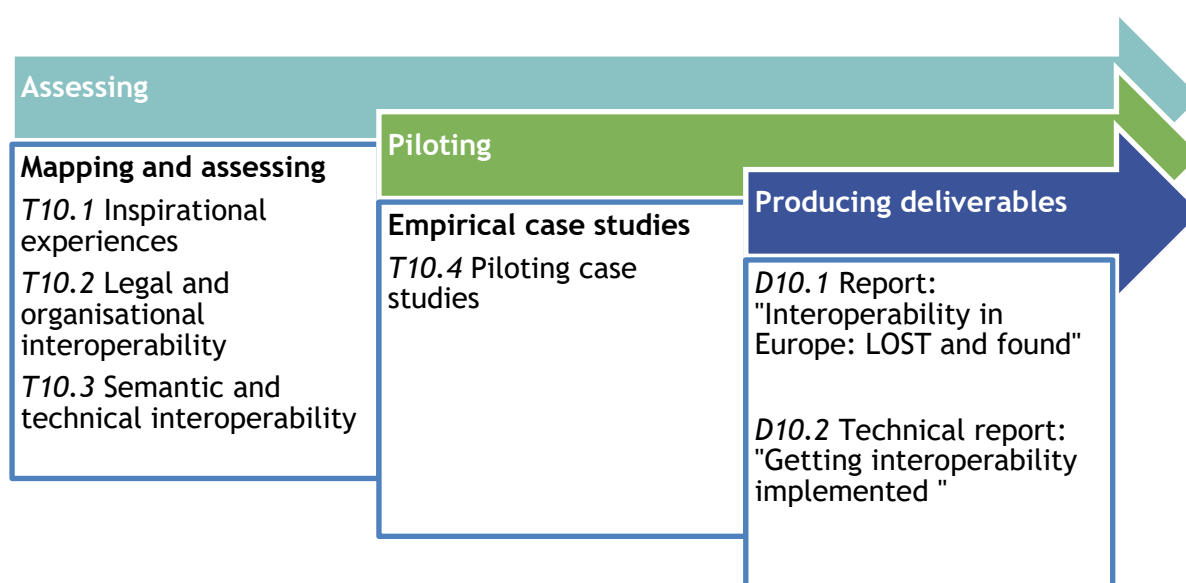 Assessing
Mapping and assessing
T10.1 Inspirational
experiences
T10.2 Legal and
organisational
interoperability
T10.3 Semantic and
technical interoperability
Piloting
Empirical case studies
T10.4 Piloting case
studies
Producing deliverables
D10.1 Report:
"Interoperability in
Europe: LOST and found"
D10.2 Technical report:
"Getting interoperability
implemented "